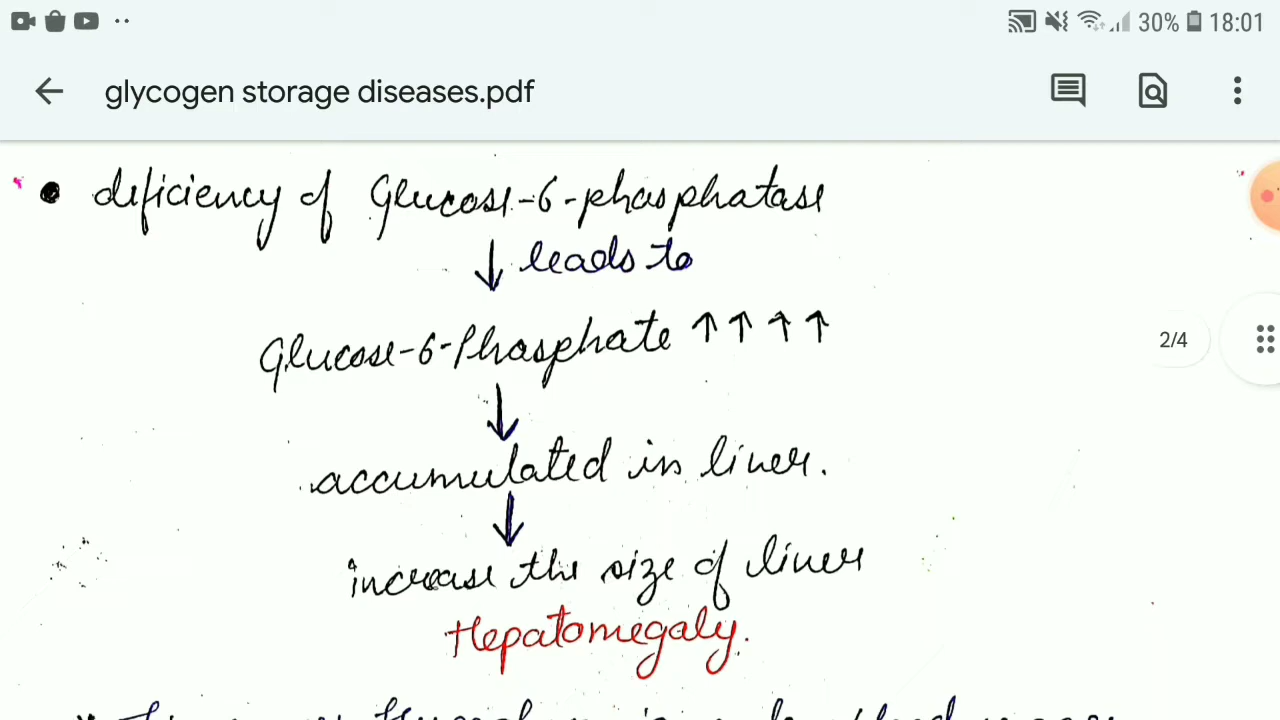 30% 18:01
glycogen storage diseases.pdf
deficiency of Glucose-6-phosphatase
↓ leads to
Glucose-6-Phosphate ↑ ↑ ↑ ↑
↓
2/4
accumulated in liver.
↓
increase the size of liver
Hepatomegaly.